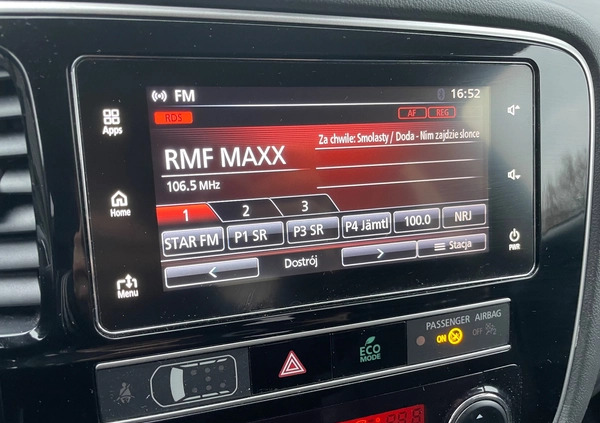 FM 16:52
RDS AF REG
Za chwile: Smolasty / Doda - Nim zajdzie slonce
RMF MAXX
106.5 MHz
1 2 3
STAR FM P1 SR P3 SR P4 Jämtl 100.0 NRJ
< Dostrój > Stacja
Apps
Home
Menu
PWR
PASSENGER AIRBAG
ON OFF
ECO
MODE